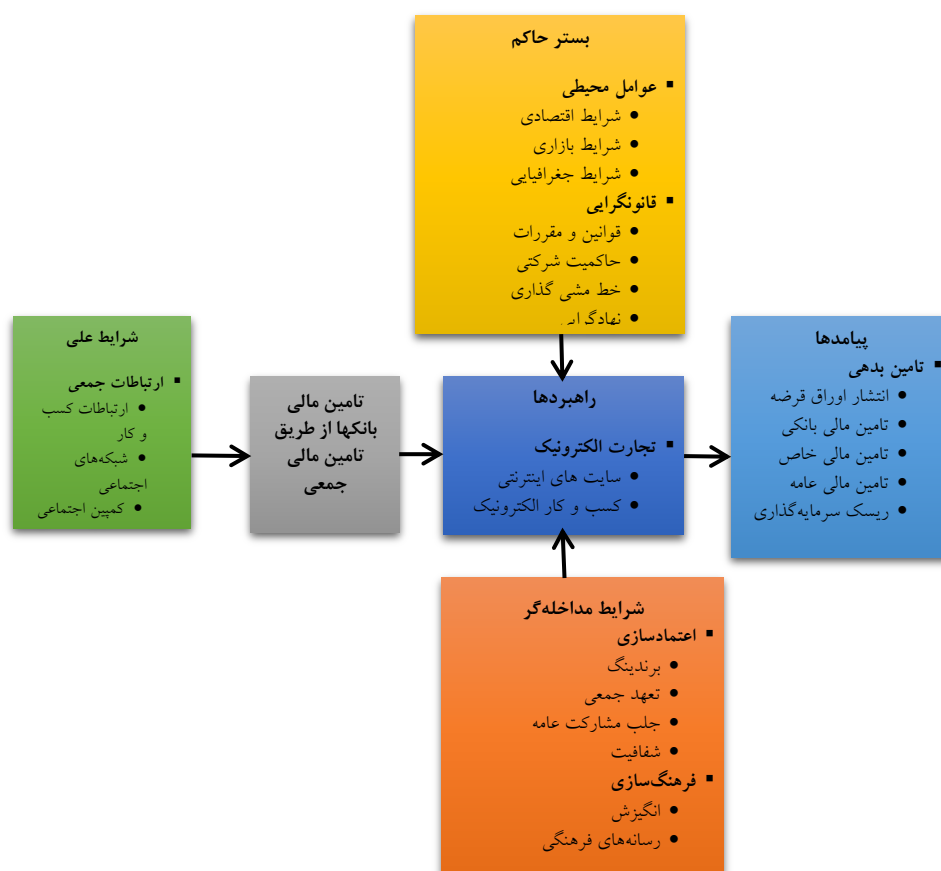 بستر حاکم
▪ عوامل محیطی
• شرایط اقتصادی
• شرایط بازاری
• شرایط جغرافیایی
▪ قانونگرایی
• قوانین و مقررات
• حاکمیت شرکتی
• خط مشی گذاری
• نهادگرایی
شرایط علی
▪ ارتباطات جمعی
• ارتباطات کسب
و کار
• شبکه‌های
اجتماعی
• کمپین اجتماعی
تامین مالی
بانکها از طریق
تامین مالی
جمعی
راهبردها
▪ تجارت الکترونیک
• سایت های اینترنتی
• کسب و کار الکترونیک
پیامدها
▪ تامین بدهی
• انتشار اوراق قرضه
• تامین مالی بانکی
• تامین مالی خاص
• تامین مالی عامه
• ریسک سرمایه‌گذاری
شرایط مداخله‌گر
▪ اعتمادسازی
• برندینگ
• تعهد جمعی
• جلب مشارکت عامه
• شفافیت
▪ فرهنگ‌سازی
• انگیزش
• رسانه‌های فرهنگی